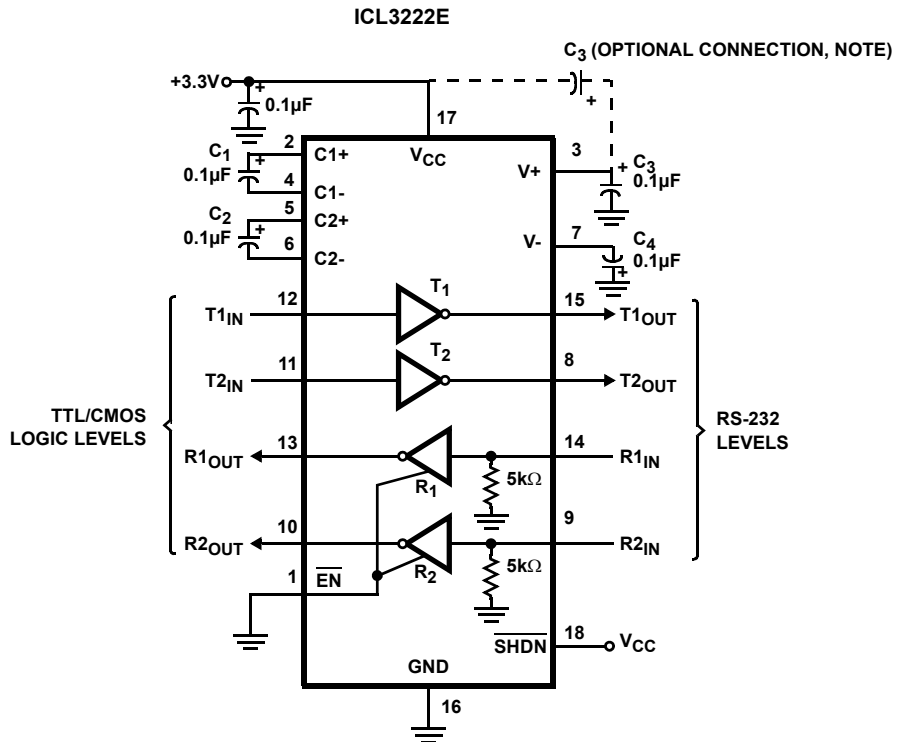 ICL3222E
C3 (OPTIONAL CONNECTION, NOTE)
+3.3V
+
0.1µF
+
17
2
C1+
VCC
3
C1
0.1µF
+
V+
+
C3
0.1µF
4
C1-
5
C2+
C2
0.1µF
+
7
V-
C4
0.1µF
+
6
C2-
T1
12
15
T1IN
T1OUT
T2
11
8
T2IN
T2OUT
TTL/CMOS
LOGIC LEVELS
RS-232
LEVELS
13
14
R1OUT
R1IN
R1
5kΩ
10
9
R2OUT
R2IN
R2
5kΩ
1
EN
18
SHDN
VCC
GND
16